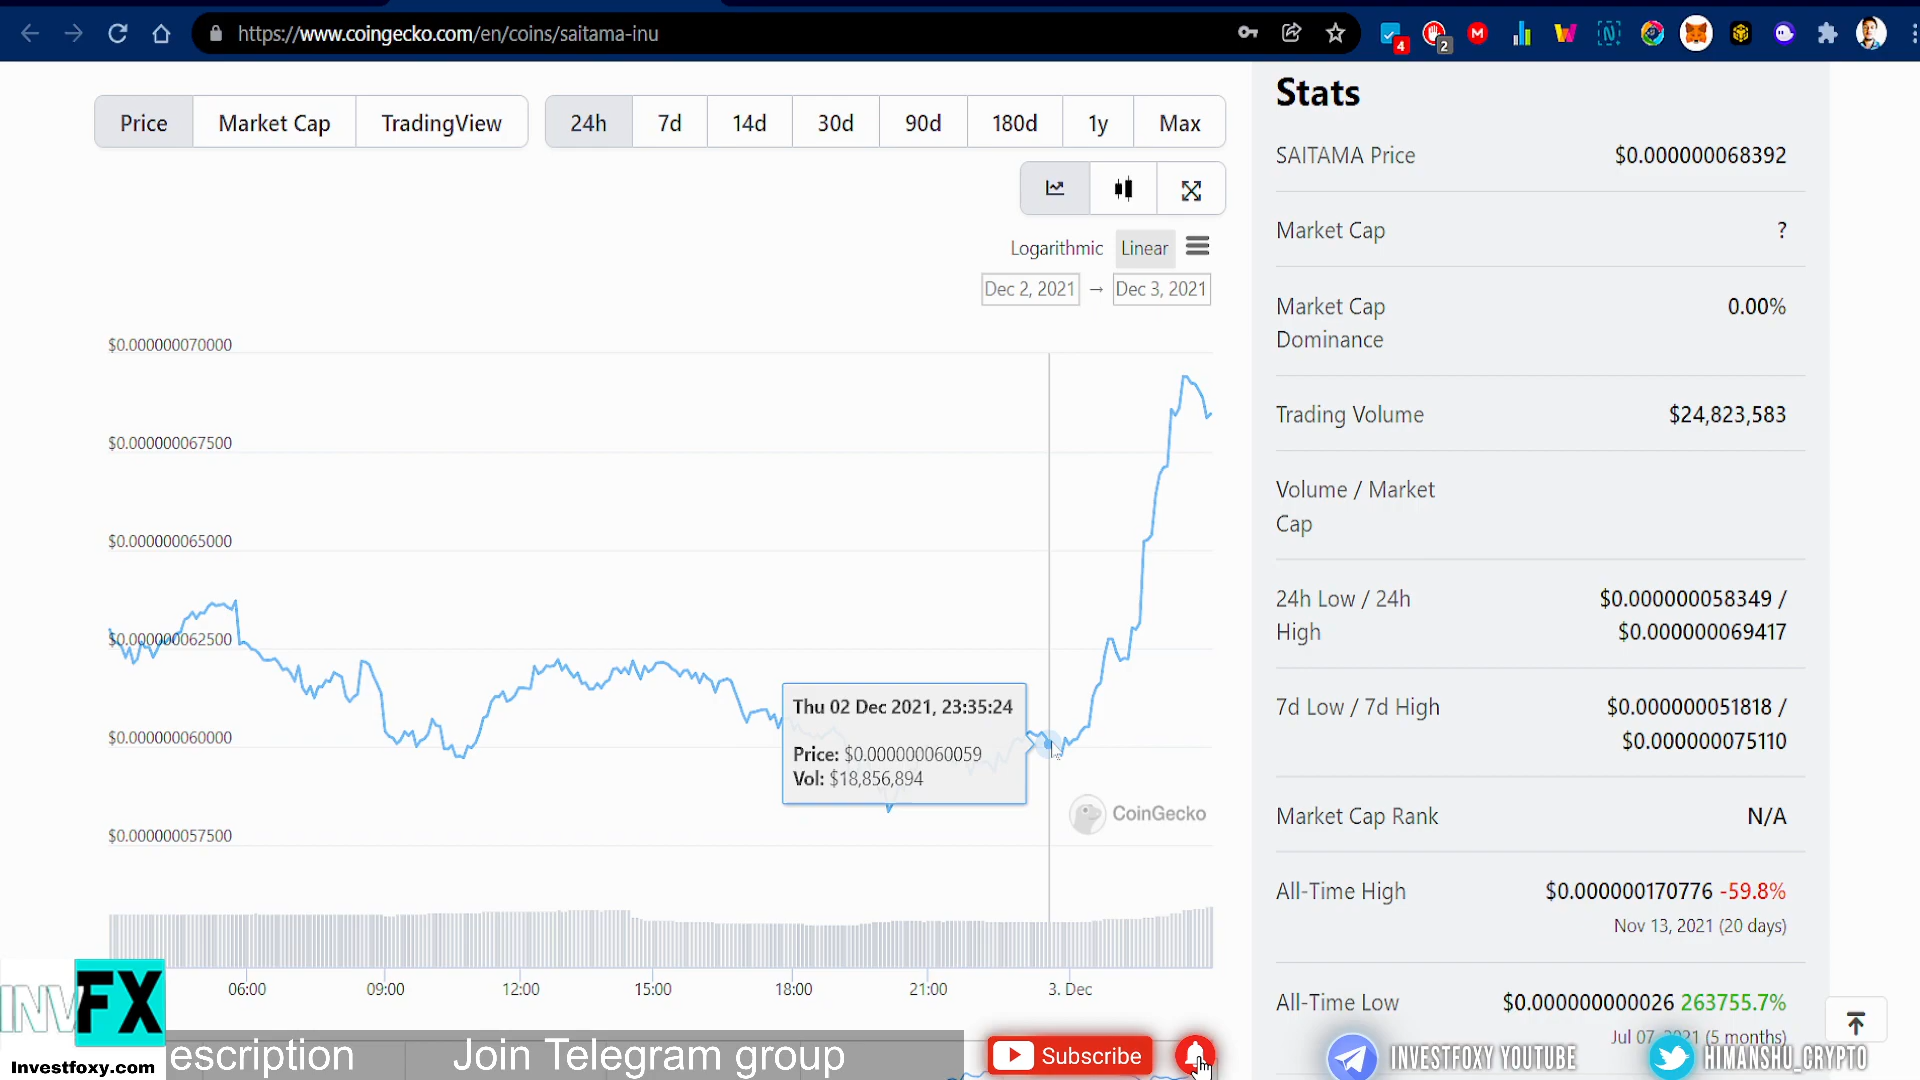 https://www.coingecko.com/en/coins/saitama-inu
4
2
Price Market Cap TradingView 24h 7d 14d 30d 90d 180d 1y Max
Logarithmic Linear
Dec 2, 2021 → Dec 3, 2021
$0.000000070000
$0.000000067500
$0.000000065000
$0.000000062500
$0.000000060000
$0.000000057500
Thu 02 Dec 2021, 23:35:24
Price: $0.000000060059
Vol: $18,856,894
CoinGecko
06:00 09:00 12:00 15:00 18:00 21:00 3. Dec
Stats
SAITAMA Price $0.000000068392
Market Cap ?
Market Cap
Dominance 0.00%
Trading Volume $24,823,583
Volume / Market
Cap
24h Low / 24h
High $0.000000058349 /
$0.000000069417
7d Low / 7d High $0.000000051818 /
$0.000000075110
Market Cap Rank N/A
All-Time High $0.000000170776 -59.8%
Nov 13, 2021 (20 days)
All-Time Low $0.000000000026 263755.7%
Jul 07, 2021 (5 months)
INVFX
Investfoxy.com
escription Join Telegram group
Subscribe
INVESTFOXY YOUTUBE
HIMANSHU_CRYPTO